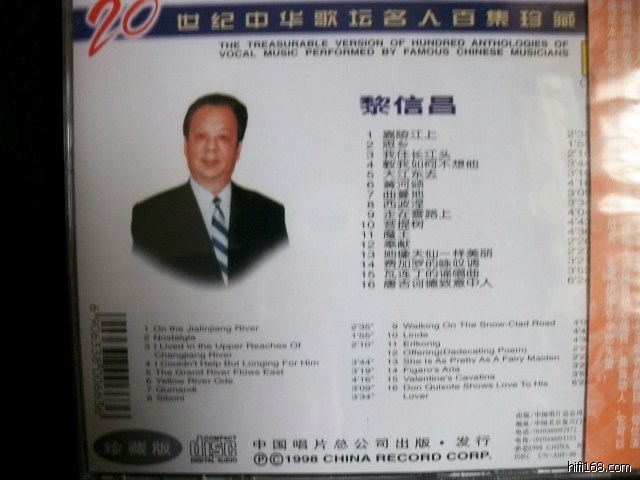 20 世纪中华歌坛名人百集珍藏
THE TREASURABLE VERSION OF HUNDRED ANTHOLOGIES OF
VOCAL MUSIC PERFORMED BY FAMOUS CHINESE MUSICIANS
黎信昌
1 嘉陵江上
2 思乡
3 我住长江头
4 教我如何不想他
5 大江东去
6 黄河颂
7 曲曼地
8 西波涅
9 走在雪路上
10 菩提树
11 魔王
12 奉献
13 她像天仙一样美丽
14 费加罗的咏叹调
15 瓦连丁的谣唱曲
16 唐吉诃德致意中人
1 On the Jialinjiang River 2'35"
2 Nostalgia 1'55"
3 I Lived in the Upper Reaches Of 2'10"
Changjiang River
4 I Couldn't Help But Longing For Him 3'44"
5 The Grand River Flows East 3'19"
6 Yellow River Ode 4'16"
7 Qumandi 3'09"
8 Siboni 3'34"
9 Walking On The Snow-Clad Road
10 Linde
11 Erlkonig
12 Offering(Dadecating Poem)
13 She Is As Pretty As A Fairy Maiden
14 Figaro's Aria
15 Valentine's Cavatina
16 Don Quisote Shows Love To His
Lover
珍藏版
COMPACT
disc
DIGITAL AUDIO
中国唱片总公司出版·发行
ⓅⒸ1998 CHINA RECORD CORP.
hifi168.com